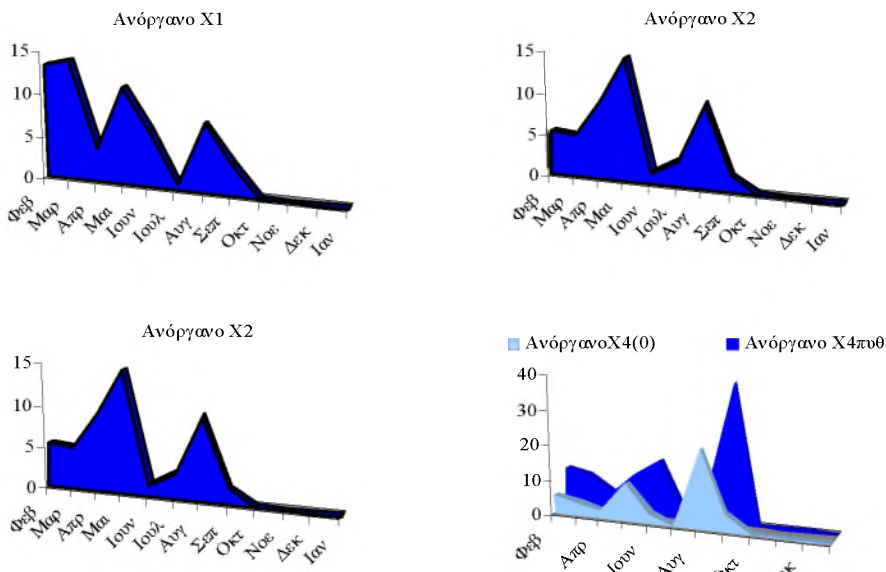 Ανόργανο Χ1
15
10
5
0
Φεβ
Μαρ
Απρ
Μαι
Ιουν
Ιουλ
Αυγ
Σεπ
Οκτ
Νοε
Δεκ
Ιαν
Ανόργανο Χ2
15
10
5
0
Φεβ
Μαρ
Απρ
Μαι
Ιουν
Ιουλ
Αυγ
Σεπ
Οκτ
Νοε
Δεκ
Ιαν
Ανόργανο Χ2
15
10
5
0
Φεβ
Μαρ
Απρ
Μαι
Ιουν
Ιουλ
Αυγ
Σεπ
Οκτ
Νοε
Δεκ
Ιαν
ΑνόργανοΧ4(0)
Ανόργανο Χ4πυθ
40
30
20
10
0
Φεβ
Απρ
Ιουν
Αυγ